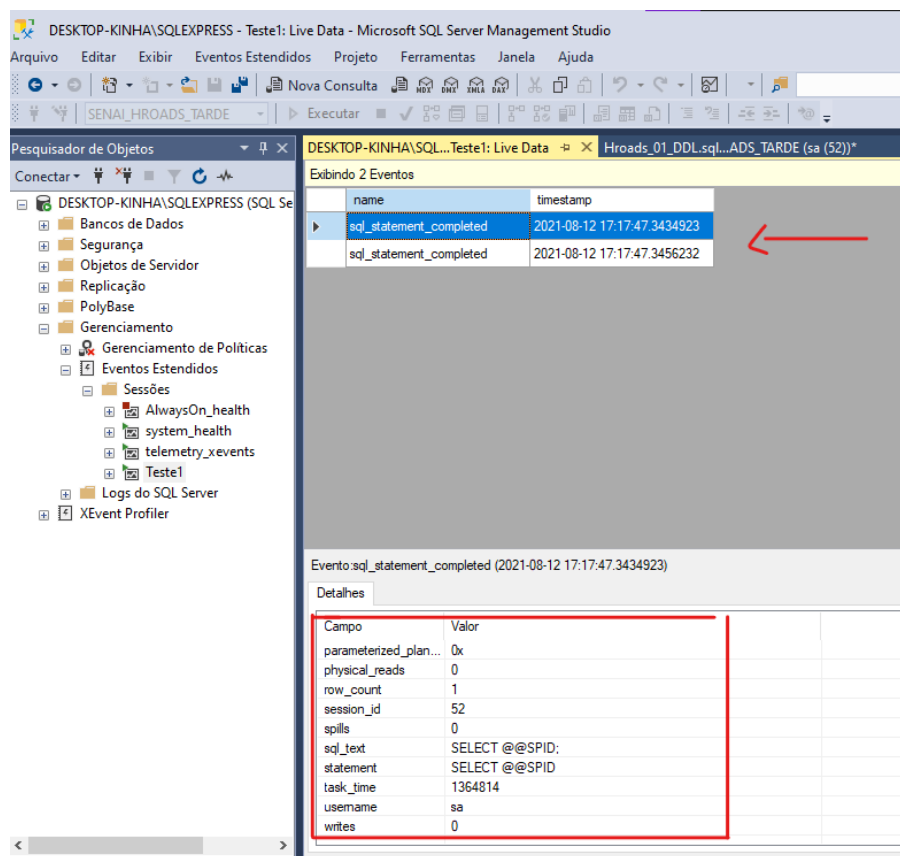 DESKTOP-KINHA\SQLEXPRESS - Teste1: Live Data - Microsoft SQL Server Management Studio
Arquivo Editar Exibir Eventos Estendidos Projeto Ferramentas Janela Ajuda
Nova Consulta MDX DMX XMLA DAX
SENAI_HROADS_TARDE Executar
Pesquisador de Objetos
DESKTOP-KINHA\SQL...Teste1: Live Data Hroads_01_DDL.sql...ADS_TARDE (sa (52))*
Conectar
Exibindo 2 Eventos
DESKTOP-KINHA\SQLEXPRESS (SQL Se
Bancos de Dados
Segurança
Objetos de Servidor
Replicação
PolyBase
Gerenciamento
Gerenciamento de Políticas
Eventos Estendidos
Sessões
AlwaysOn_health
system_health
telemetry_xevents
Teste1
Logs do SQL Server
XEvent Profiler
name timestamp
sql_statement_completed 2021-08-12 17:17:47.3434923
sql_statement_completed 2021-08-12 17:17:47.3456232
Evento:sql_statement_completed (2021-08-12 17:17:47.3434923)
Detalhes
Campo Valor
parameterized_plan... 0x
physical_reads 0
row_count 1
session_id 52
spills 0
sql_text SELECT @@SPID;
statement SELECT @@SPID
task_time 1364814
username sa
writes 0